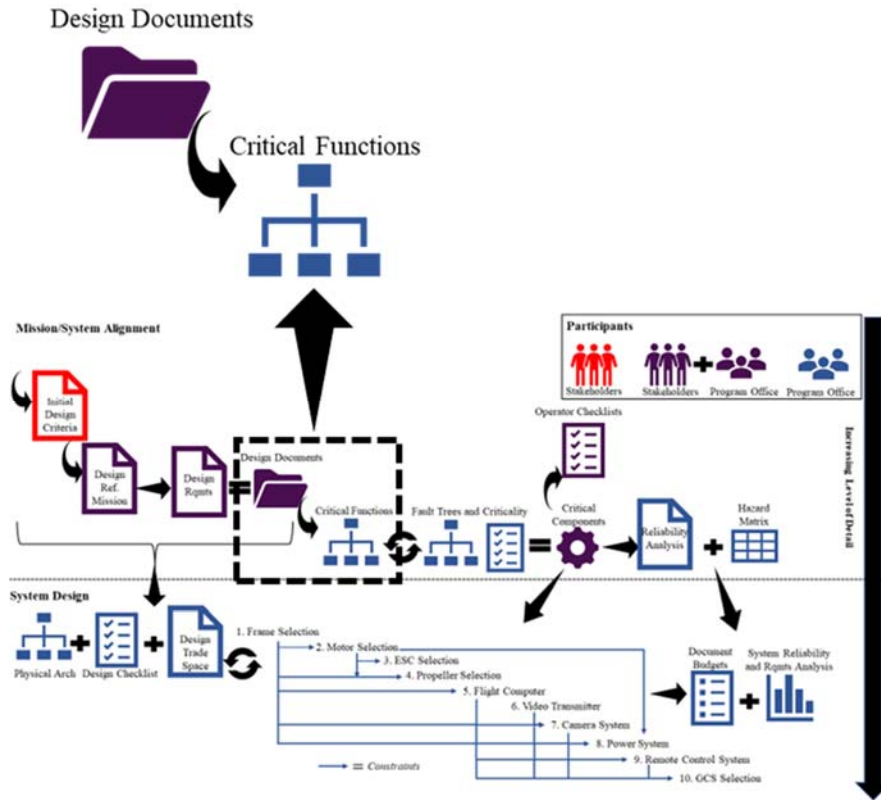 Design Documents
Critical Functions
Mission/System Alignment
Participants
Stakeholders
Stakeholders
Program Office
Program Office
Initial
Design
Criteria
Design
Ref.
Mission
Design
Rqmts
Design Documents
Critical Functions
Fault Trees and Criticality
Operator Checklists
Critical
Components
Reliability
Analysis
Hazard
Matrix
Increasing Level of Detail
System Design
Physical Arch
Design Checklist
Design
Trade
Space
1. Frame Selection
2. Motor Selection
3. ESC Selection
4. Propeller Selection
5. Flight Computer
6. Video Transmitter
7. Camera System
8. Power System
9. Remote Control System
10. GCS Selection
= Constraints
Document
Budgets
System Reliability
and Rqmts Analysis